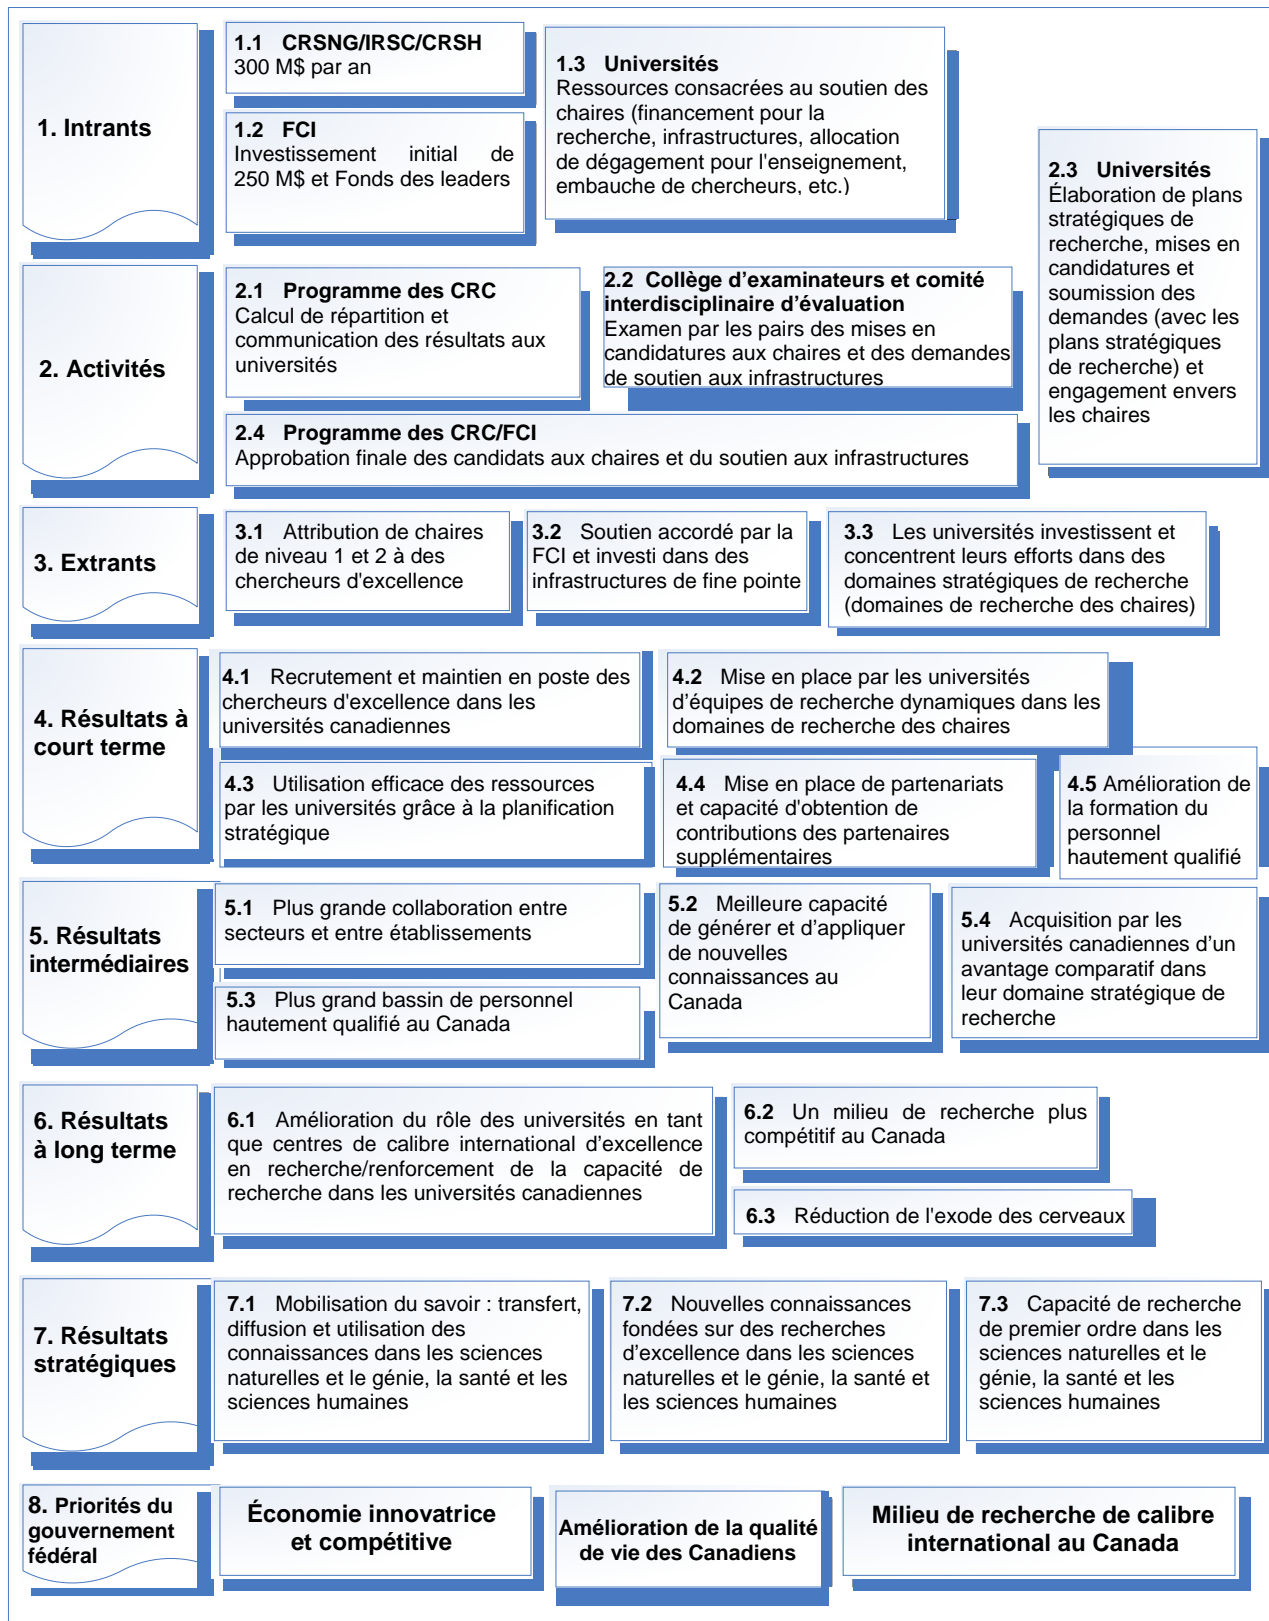 1. Intrants
1.1 CRSNG/IRSC/CRSH
300 M$ par an
1.2 FCI
Investissement initial de
250 M$ et Fonds des leaders
1.3 Universités
Ressources consacrées au soutien des
chaires (financement pour la
recherche, infrastructures, allocation
de dégagement pour l'enseignement,
embauche de chercheurs, etc.)
2. Activités
2.1 Programme des CRC
Calcul de répartition et
communication des résultats aux
universités
2.2 Collège d’examinateurs et comité
interdisciplinaire d’évaluation
Examen par les pairs des mises en
candidatures aux chaires et des demandes
de soutien aux infrastructures
2.3 Universités
Élaboration de plans
stratégiques de
recherche, mises en
candidatures et
soumission des
demandes (avec les
plans stratégiques
de recherche) et
engagement envers
les chaires
2.4 Programme des CRC/FCI
Approbation finale des candidats aux chaires et du soutien aux infrastructures
3. Extrants
3.1 Attribution de chaires
de niveau 1 et 2 à des
chercheurs d'excellence
3.2 Soutien accordé par la
FCI et investi dans des
infrastructures de fine pointe
3.3 Les universités investissent et
concentrent leurs efforts dans des
domaines stratégiques de recherche
(domaines de recherche des chaires)
4. Résultats à
court terme
4.1 Recrutement et maintien en poste des
chercheurs d'excellence dans les
universités canadiennes
4.2 Mise en place par les universités
d’équipes de recherche dynamiques dans les
domaines de recherche des chaires
4.3 Utilisation efficace des ressources
par les universités grâce à la planification
stratégique
4.4 Mise en place de partenariats
et capacité d'obtention de
contributions des partenaires
supplémentaires
4.5 Amélioration de
la formation du
personnel
hautement qualifié
5. Résultats
intermédiaires
5.1 Plus grande collaboration entre
secteurs et entre établissements
5.2 Meilleure capacité
de générer et d’appliquer
de nouvelles
connaissances au
Canada
5.3 Plus grand bassin de personnel
hautement qualifié au Canada
5.4 Acquisition par les
universités canadiennes d’un
avantage comparatif dans
leur domaine stratégique de
recherche
6. Résultats
à long terme
6.1 Amélioration du rôle des universités en tant
que centres de calibre international d’excellence
en recherche/renforcement de la capacité de
recherche dans les universités canadiennes
6.2 Un milieu de recherche plus
compétitif au Canada
6.3 Réduction de l'exode des cerveaux
7. Résultats
stratégiques
7.1 Mobilisation du savoir : transfert,
diffusion et utilisation des
connaissances dans les sciences
naturelles et le génie, la santé et les
sciences humaines
7.2 Nouvelles connaissances
fondées sur des recherches
d’excellence dans les sciences
naturelles et le génie, la santé et
les sciences humaines
7.3 Capacité de recherche
de premier ordre dans les
sciences naturelles et le
génie, la santé et les
sciences humaines
8. Priorités du
gouvernement
fédéral
Économie innovatrice
et compétitive
Amélioration de la qualité
de vie des Canadiens
Milieu de recherche de calibre
international au Canada